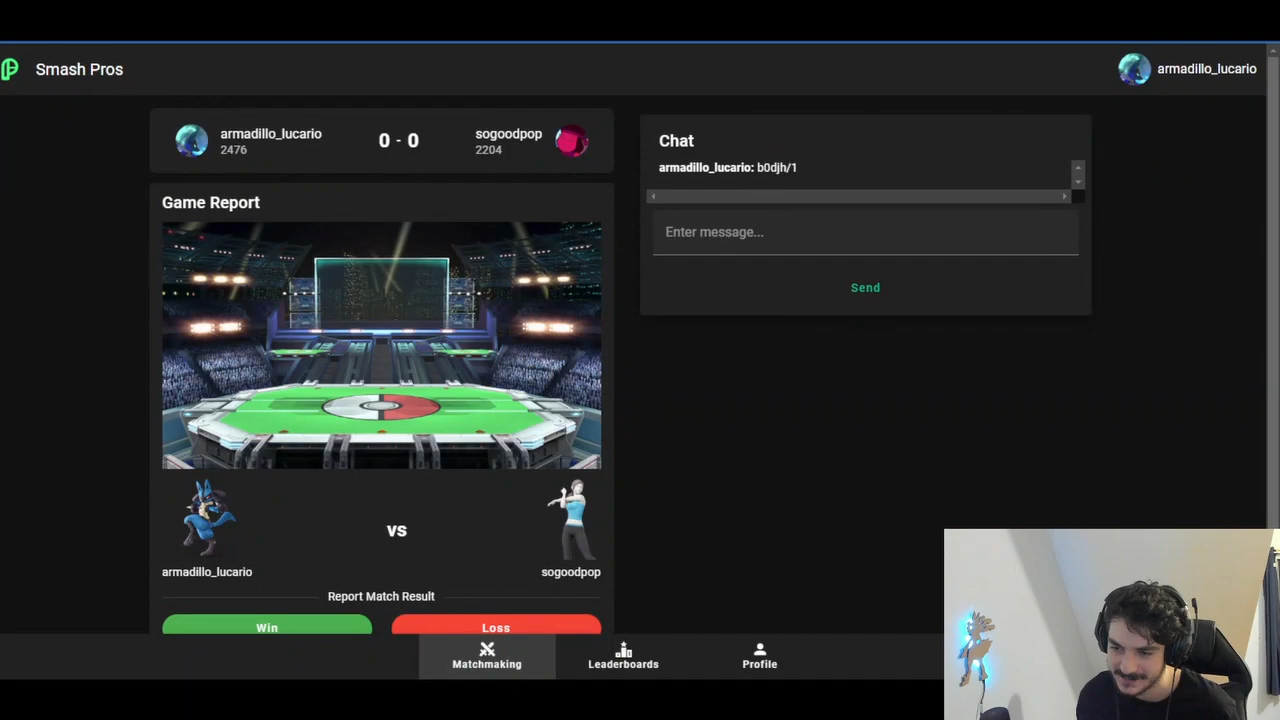 Smash Pros
armadillo_lucario
armadillo_lucario
2476
0 - 0
sogoodpop
2204
Game Report
vs
armadillo_lucario
sogoodpop
Report Match Result
Win
Loss
Chat
armadillo_lucario: b0djh/1
Enter message...
Send
Matchmaking
Leaderboards
Profile